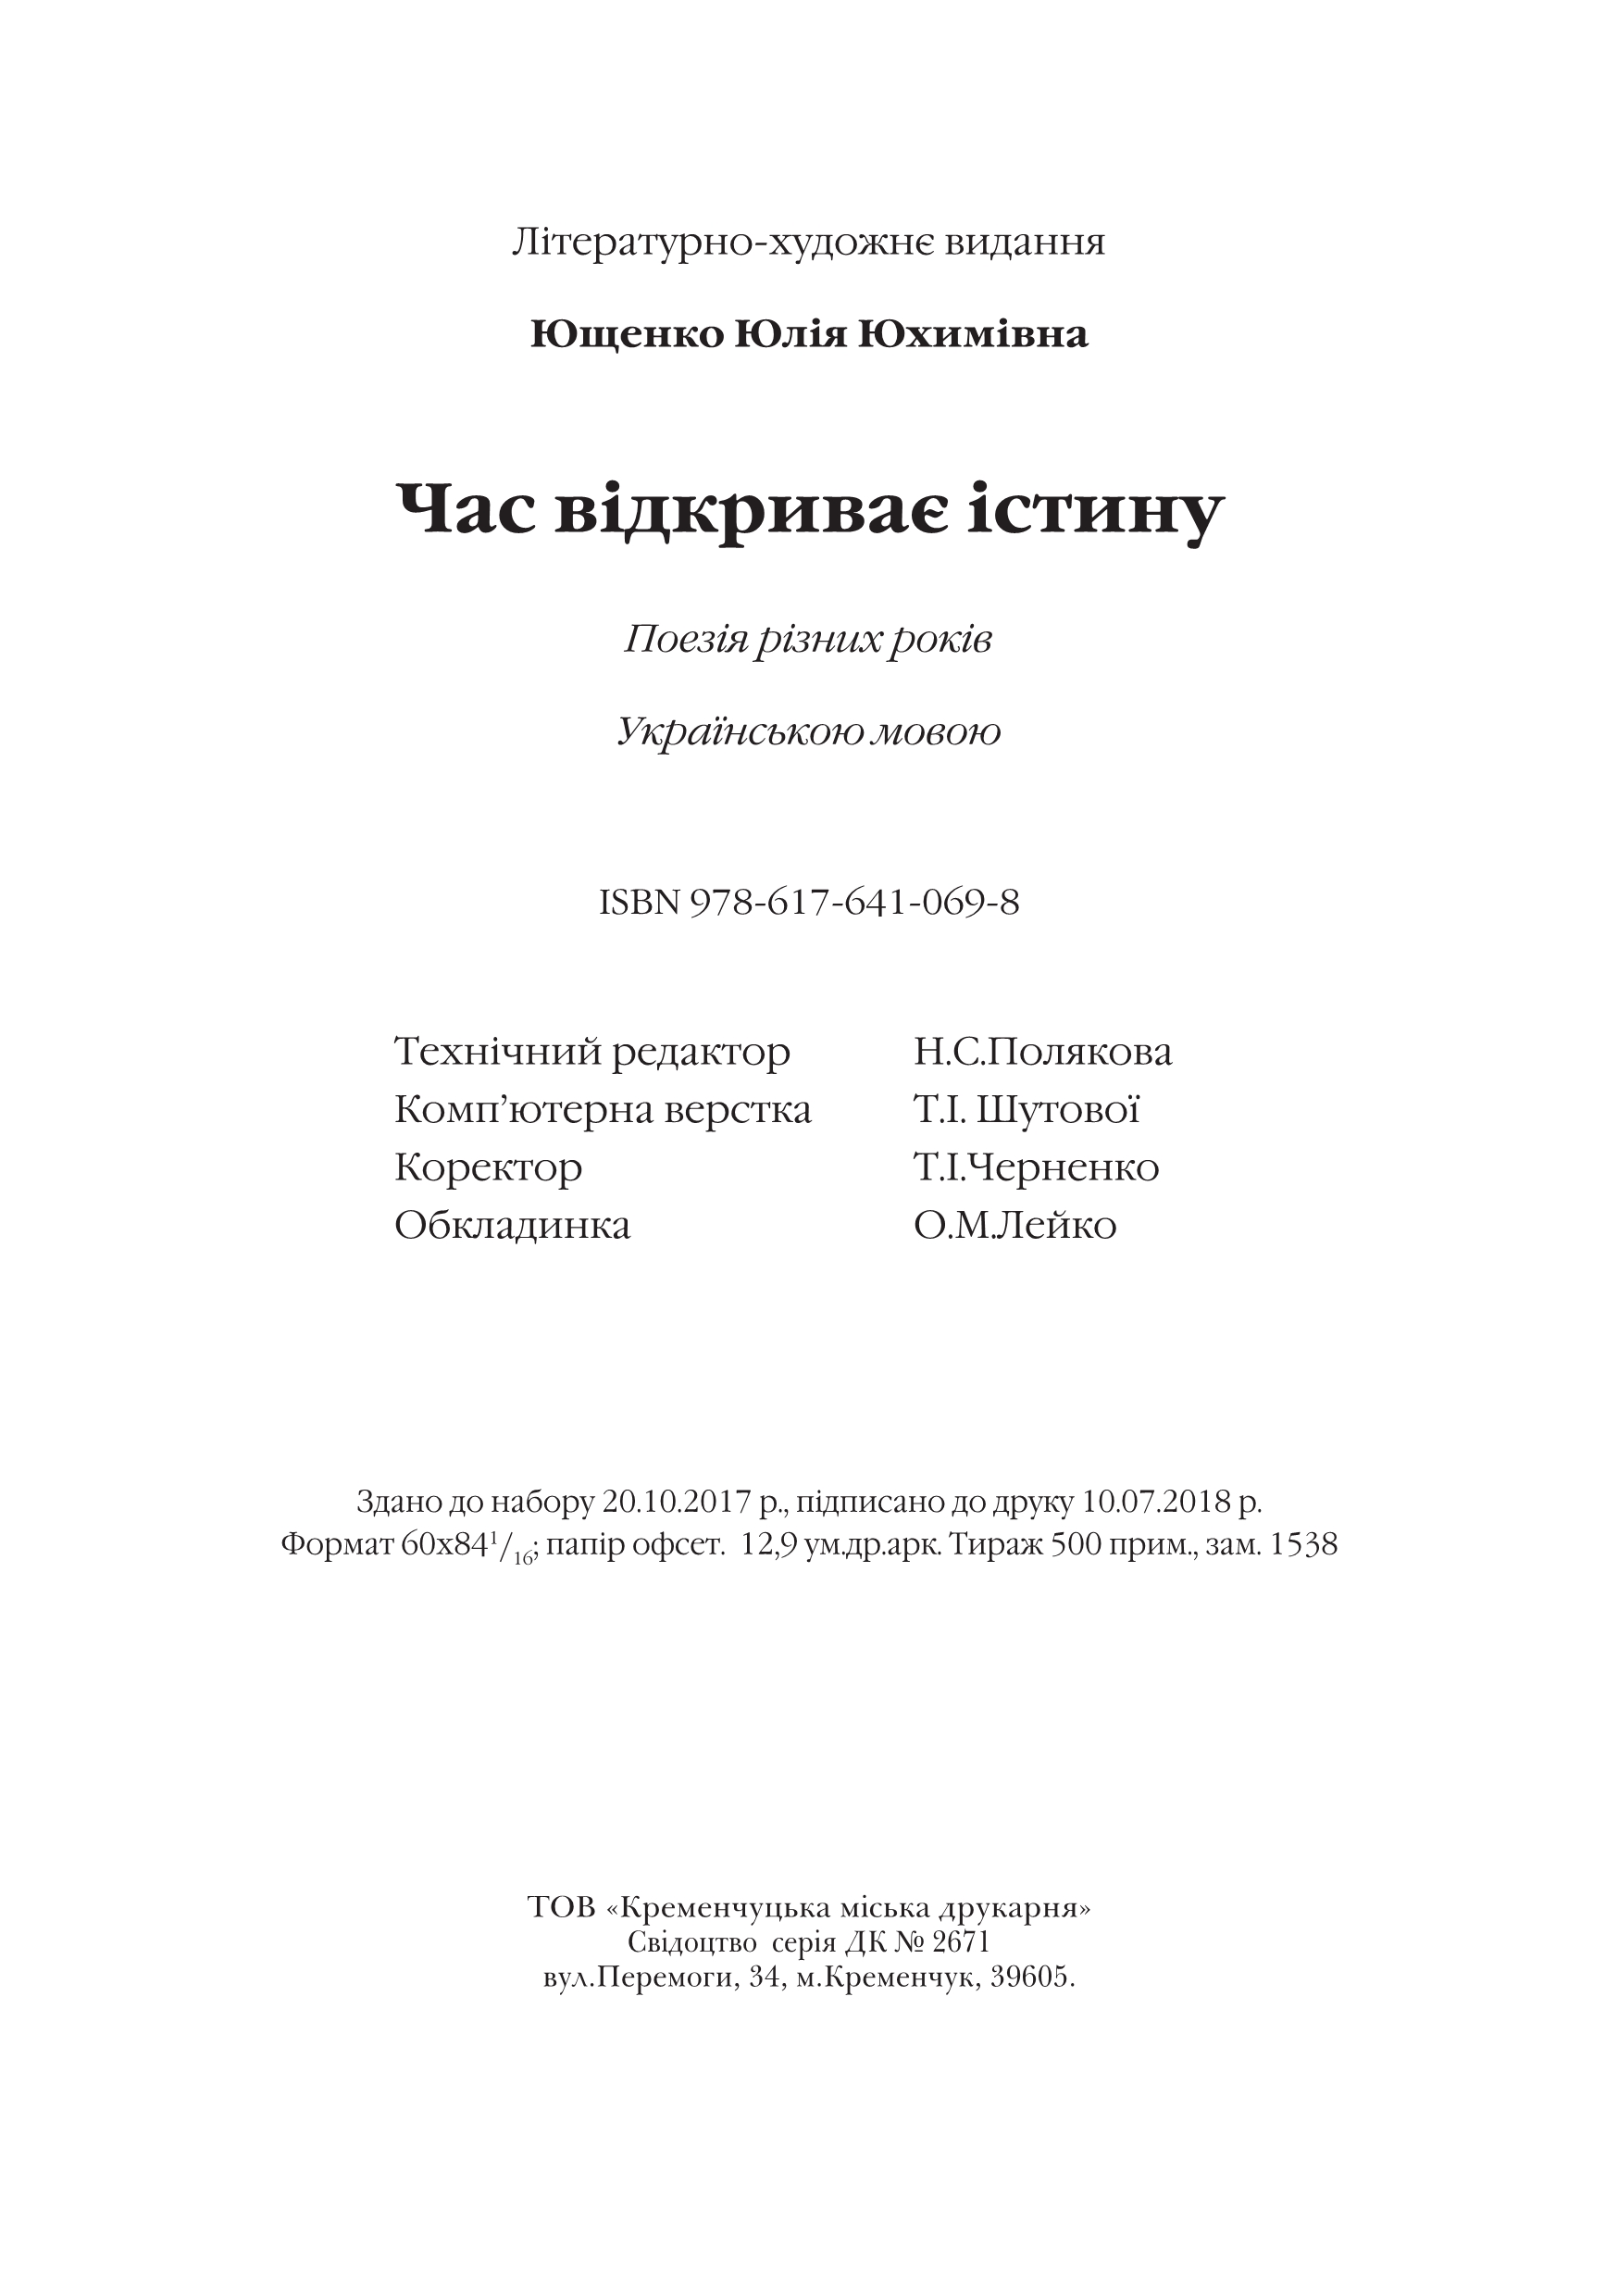 Літературно-художнє видання
Ющенко Юлія Юхимівна
Час відкриває істину
Поезія різних років
Українською мовою
ISBN 978-617-641-069-8
Технічний редактор Н.С.Полякова
Комп’ютерна верстка Т.І. Шутової
Коректор Т.І.Черненко
Обкладинка О.М.Лейко
Здано до набору 20.10.2017 р., підписано до друку 10.07.2018 р.
Формат 60х84¹/₁₆; папір офсет. 12,9 ум.др.арк. Тираж 500 прим., зам. 1538
ТОВ «Кременчуцька міська друкарня»
Свідоцтво серія ДК № 2671
вул.Перемоги, 34, м.Кременчук, 39605.